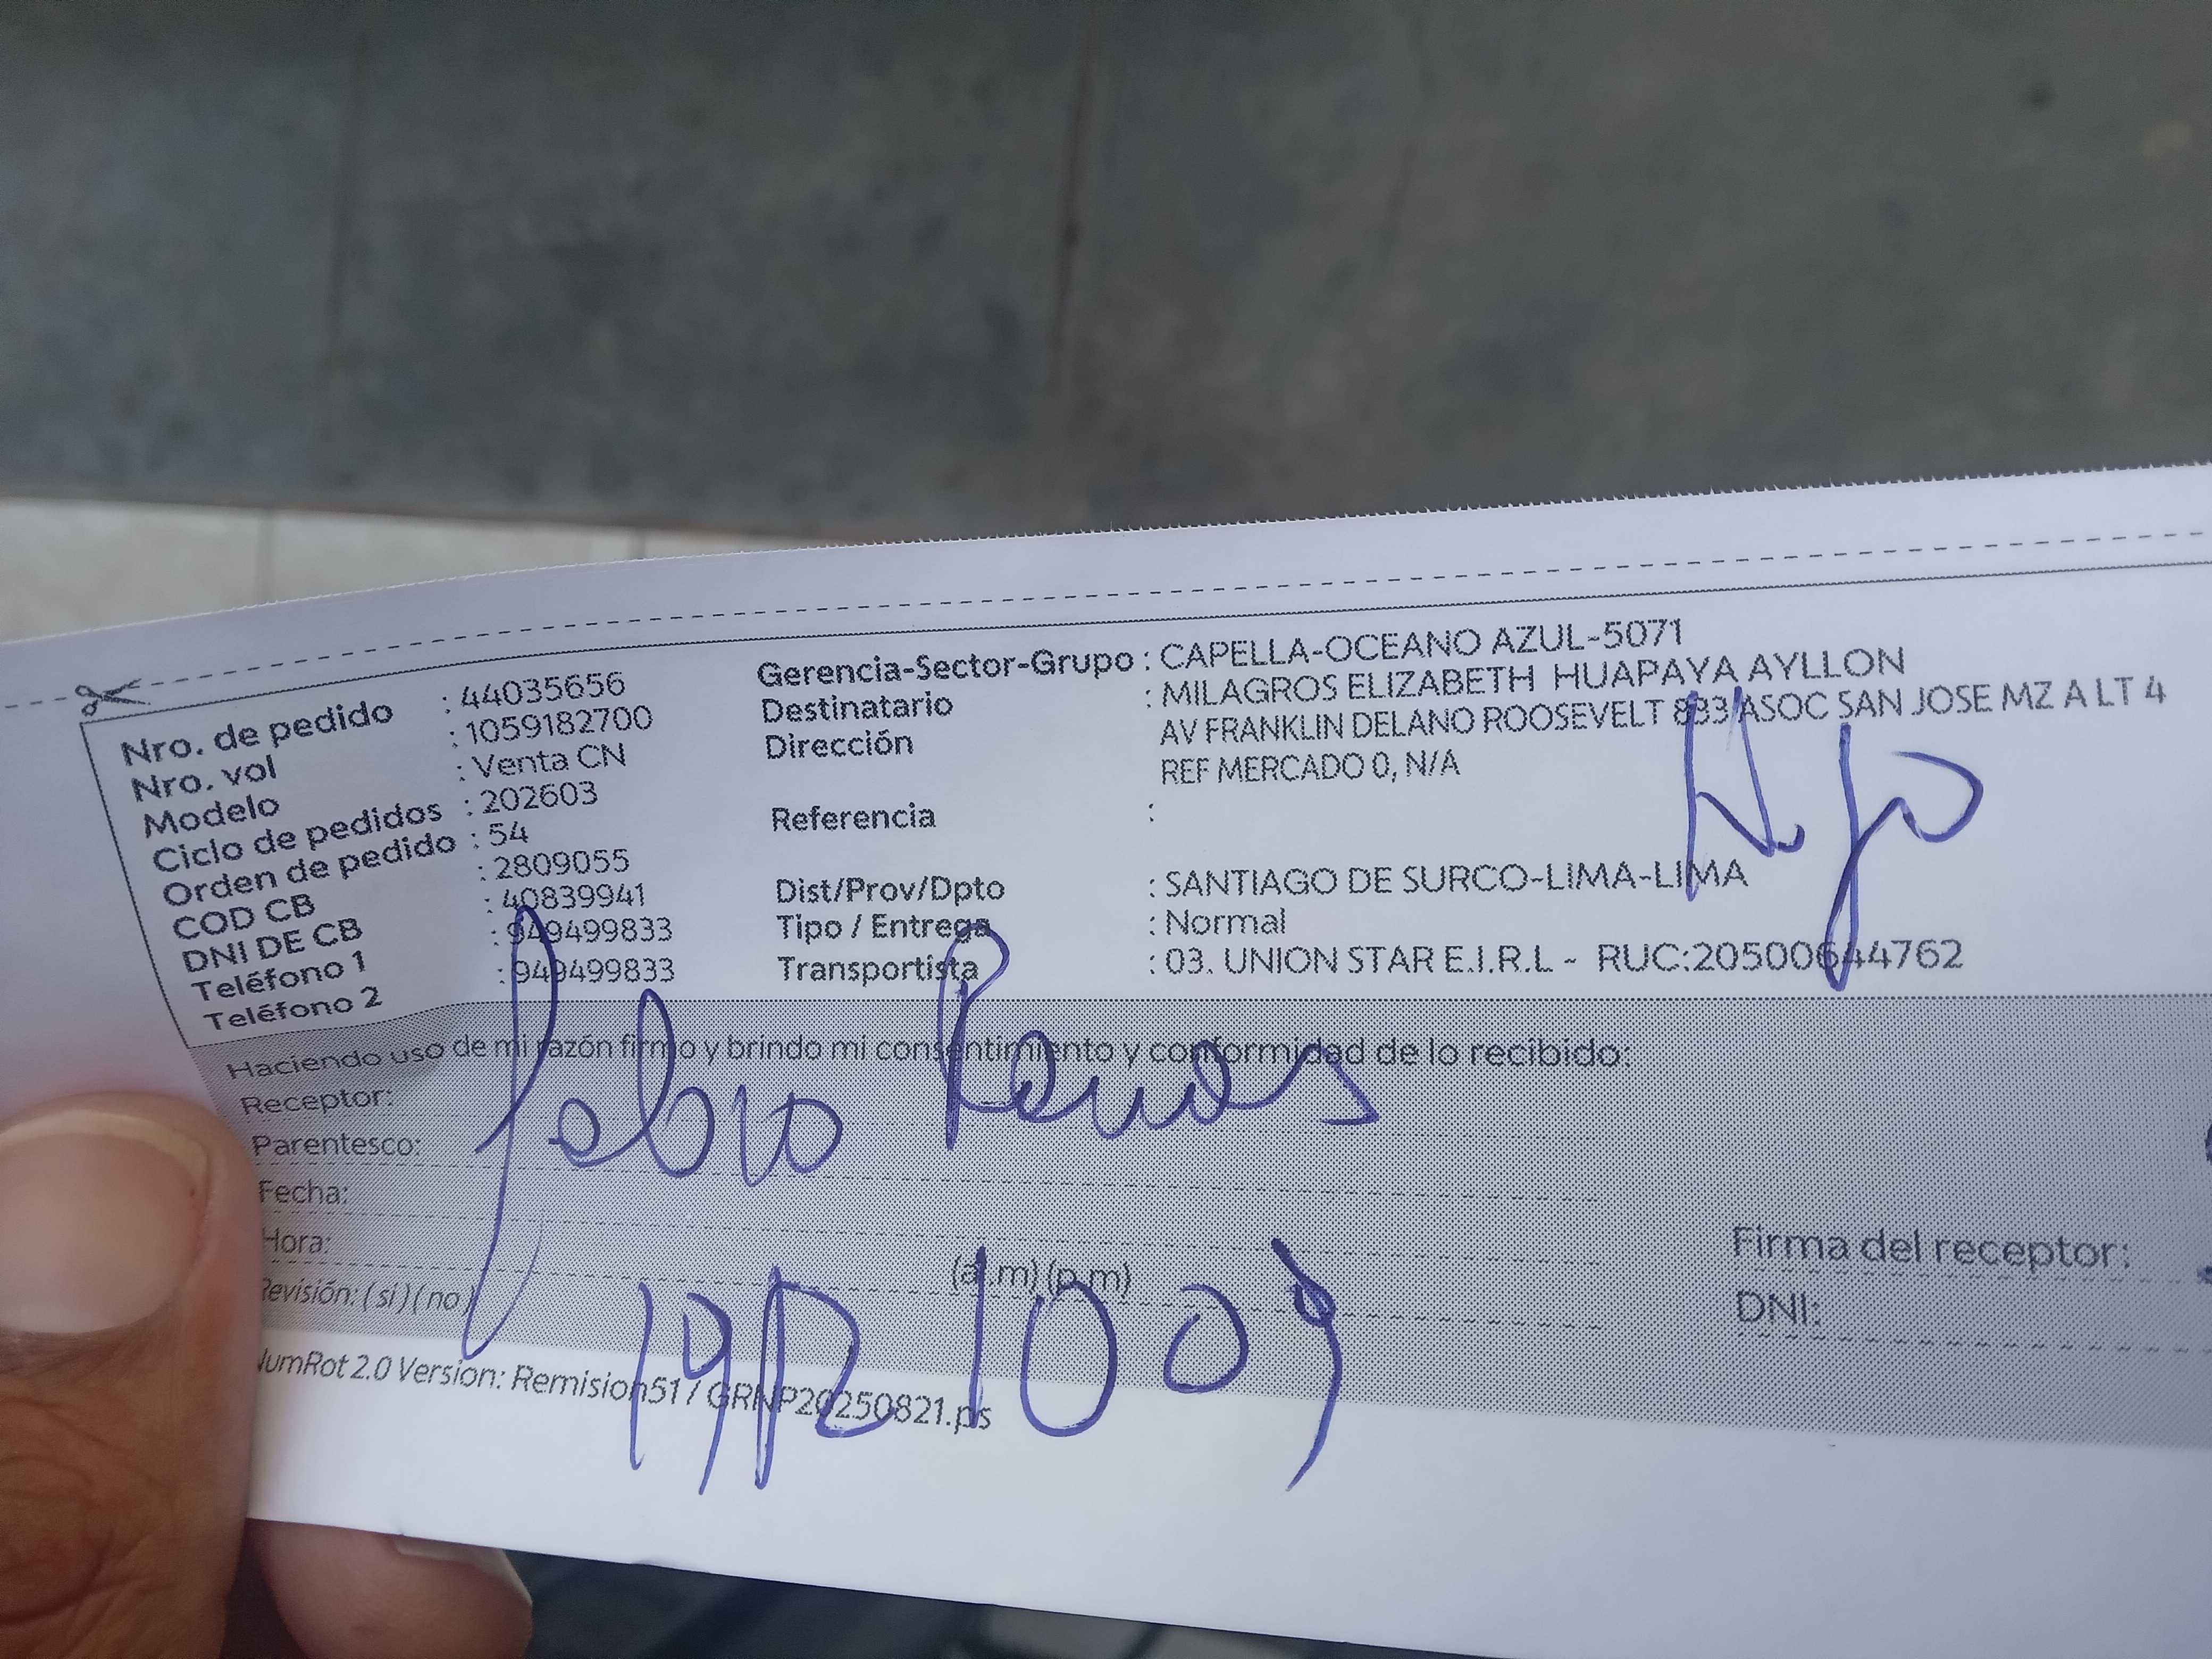 Nro. de pedido : 44035656
Nro. vol : 1059182700
Modelo : Venta CN
Ciclo de pedidos : 202603
Orden de pedido : 54
COD CB : 2809055
DNI DE CB : 40839941
Teléfono 1 : 949499833
Teléfono 2 : 949499833
Gerencia-Sector-Grupo : CAPELLA-OCEANO AZUL-5071
Destinatario : MILAGROS ELIZABETH HUAPAYA AYLLON
Dirección AV FRANKLIN DELANO ROOSEVELT 833 ASOC SAN JOSE MZ A LT 4
REF MERCADO 0, N/A
Referencia :
Dist/Prov/Dpto : SANTIAGO DE SURCO-LIMA-LIMA
Tipo / Entrega : Normal
Transportista : 03. UNION STAR E.I.R.L - RUC:20500644762
Hijo
Haciendo uso de mi razón firmo y brindo mi consentimiento y conformidad de lo recibido:
Receptor:
Parentesco:
Fecha:
Hora: (a.m) (p.m)
Revisión: ( si ) ( no )
Firma del receptor:
DNI:
NumRot 2.0 Version: Remision51 / GRNP20250821.ps